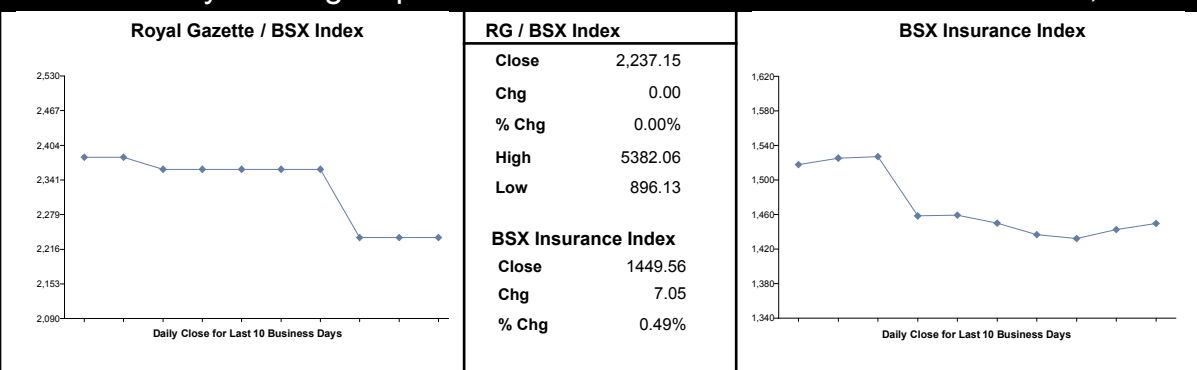 Royal Gazette / BSX Index
2,530
2,467
2,404
2,341
2,279
2,216
2,153
2,090
Daily Close for Last 10 Business Days
RG / BSX Index
Close 2,237.15
Chg 0.00
% Chg 0.00%
High 5382.06
Low 896.13
BSX Insurance Index
Close 1449.56
Chg 7.05
% Chg 0.49%
BSX Insurance Index
1,620
1,580
1,540
1,500
1,460
1,420
1,380
1,340
Daily Close for Last 10 Business Days